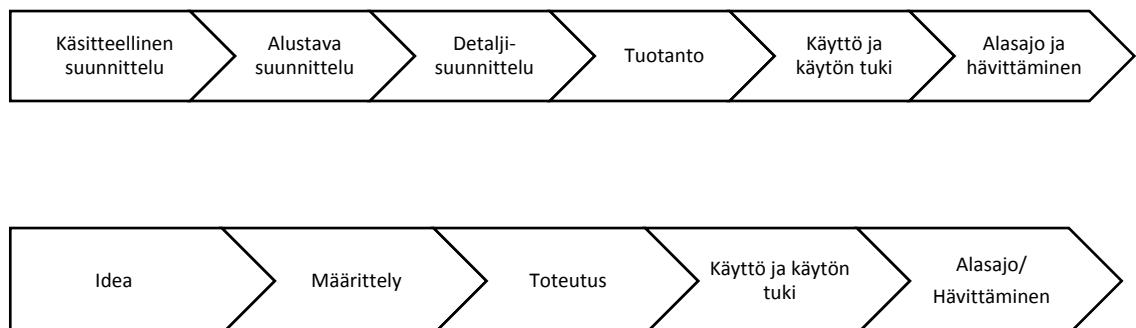 Käsitteellinen
suunnittelu
Alustava
suunnittelu
Detalji-
suunnittelu
Tuotanto
Käyttö ja
käytön tuki
Alasajo ja
hävittäminen
Idea
Määrittely
Toteutus
Käyttö ja käytön
tuki
Alasajo/
Hävittäminen